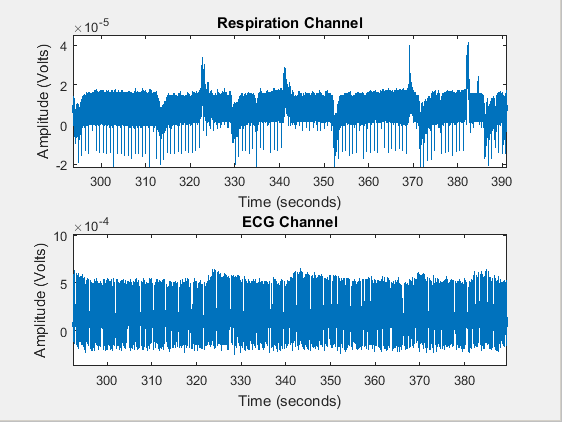 Respiration Channel
×10-5
Amplitude (Volts)
4
2
0
-2
300 310 320 330 340 350 360 370 380 390
Time (seconds)
ECG Channel
×10-4
Amplitude (Volts)
10
5
0
300 310 320 330 340 350 360 370 380
Time (seconds)